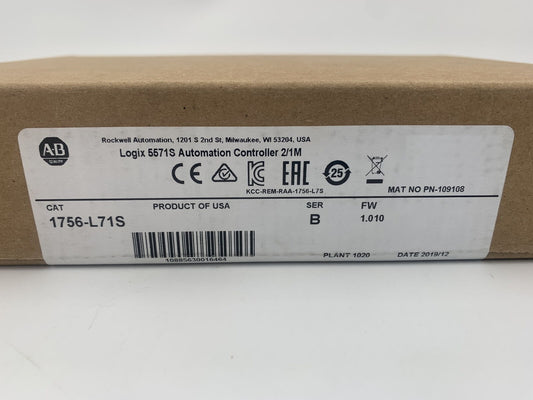 A-B
QUALITY
Rockwell Automation, 1201 S 2nd St, Milwaukee, WI 53204, USA
Logix 5571S Automation Controller 2/1M
CE EAC 25
KCC-REM-RAA-1756-L7S
MAT NO PN-109108
CAT PRODUCT OF USA SER FW
1756-L71S B 1.010
10885630016464
PLANT 1020 DATE 2019/12